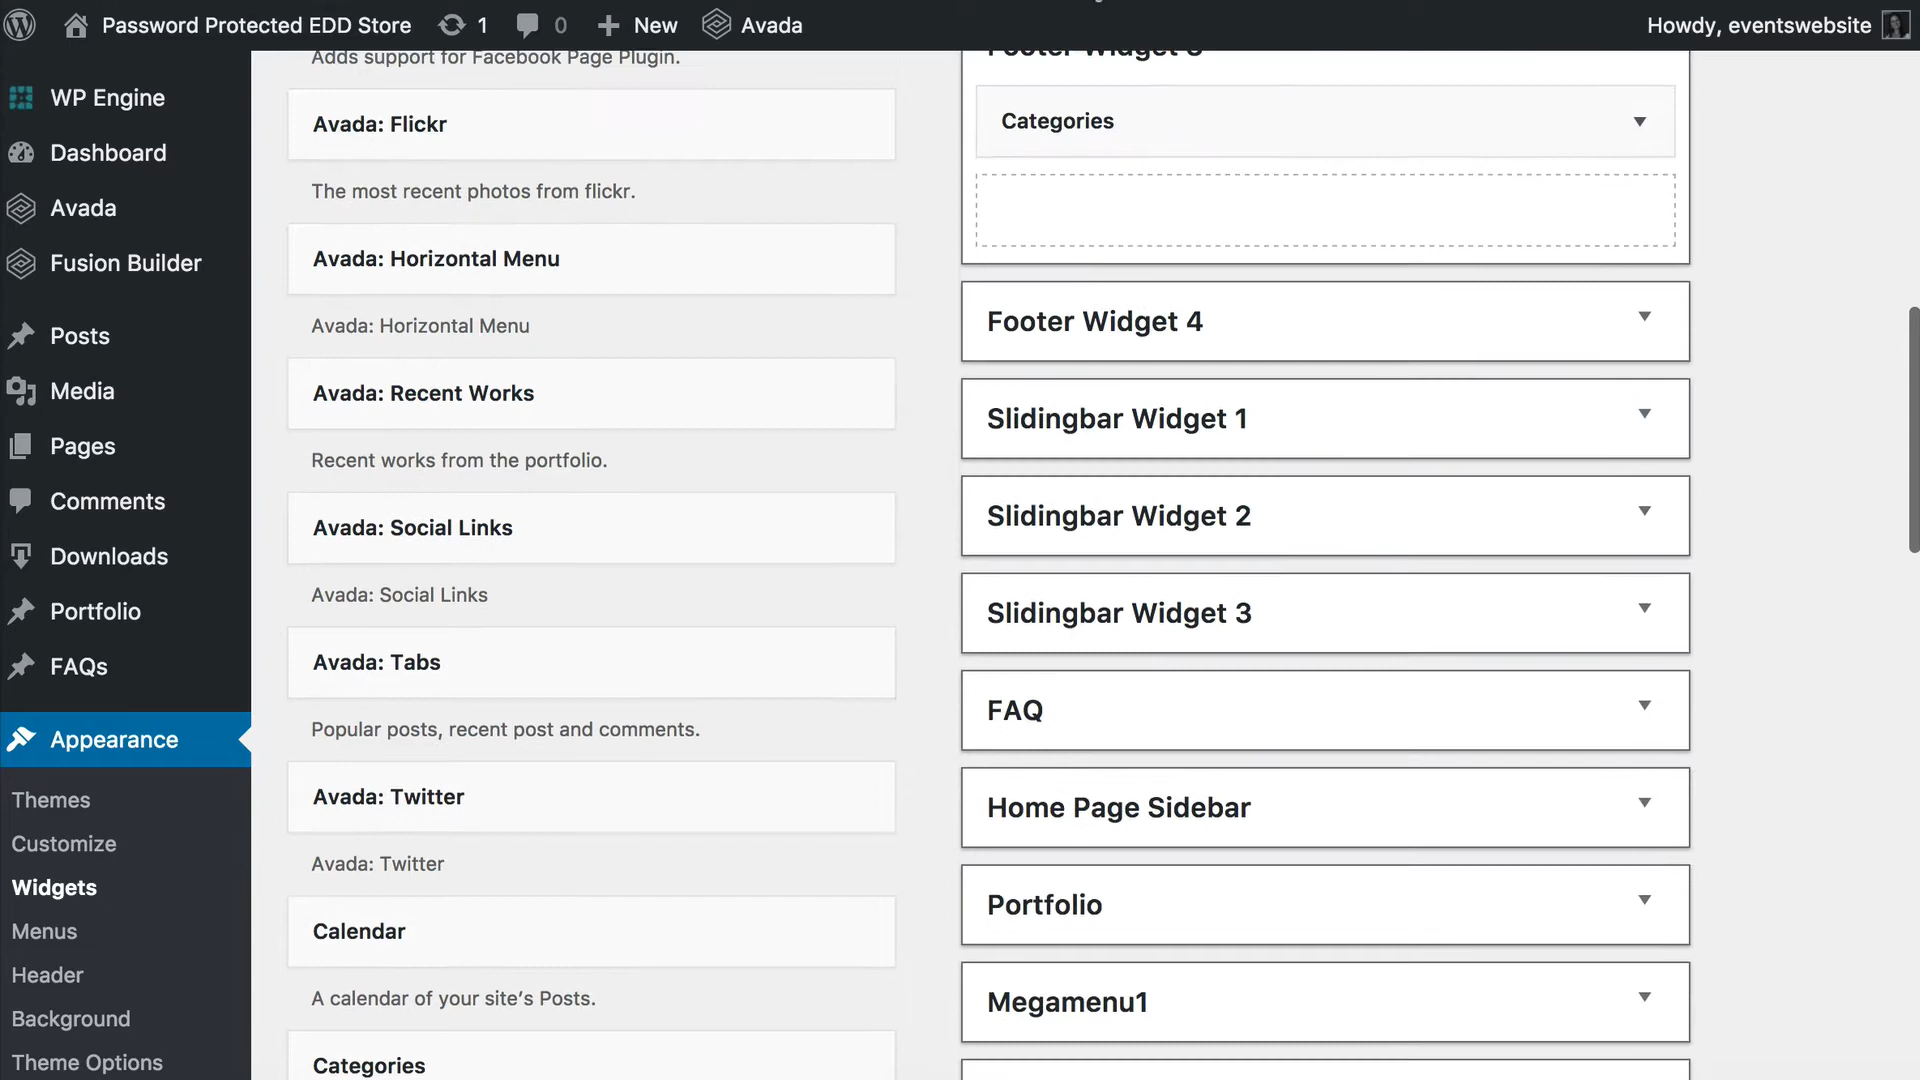 Password Protected EDD Store
1
0
New
Avada
Howdy, eventswebsite
WP Engine
Dashboard
Avada
Fusion Builder
Posts
Media
Pages
Comments
Downloads
Portfolio
FAQs
Appearance
Themes
Customize
Widgets
Menus
Header
Background
Theme Options
Adds support for Facebook Page Plugin.
Avada: Flickr
The most recent photos from flickr.
Avada: Horizontal Menu
Avada: Horizontal Menu
Avada: Recent Works
Recent works from the portfolio.
Avada: Social Links
Avada: Social Links
Avada: Tabs
Popular posts, recent post and comments.
Avada: Twitter
Avada: Twitter
Calendar
A calendar of your site’s Posts.
Categories
Footer Widget 3
Categories
Footer Widget 4
Slidingbar Widget 1
Slidingbar Widget 2
Slidingbar Widget 3
FAQ
Home Page Sidebar
Portfolio
Megamenu1